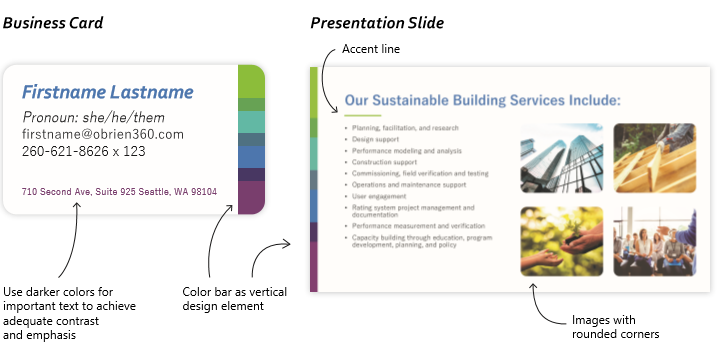 Business Card
Firstname Lastname
Pronoun: she/he/them
firstname@obrien360.com
260-621-8626 x 123
710 Second Ave, Suite 925 Seattle, WA 98104
Use darker colors for
important text to achieve
adequate contrast
and emphasis
Color bar as vertical
design element
Presentation Slide
Accent line
Our Sustainable Building Services Include:
• Planning, facilitation, and research
• Design support
• Performance modeling and analysis
• Construction support
• Commissioning, field verification and testing
• Operations and maintenance support
• User engagement
• Rating system project management and
documentation
• Performance measurement and verification
• Capacity building through education, program
development, planning, and policy
Images with
rounded corners